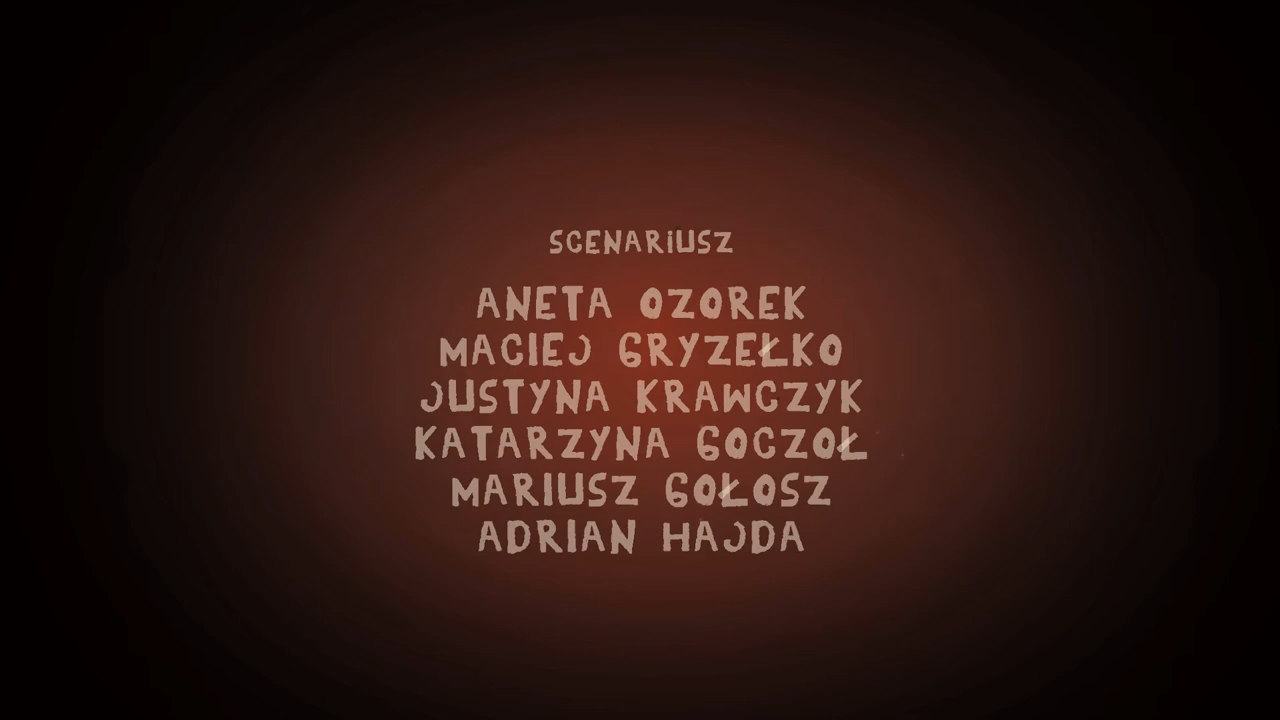 SCENARIUSZ
ANETA OZOREK
MACIEJ GRYZEŁKO
JUSTYNA KRAWCZYK
KATARZYNA GOCZOŁ
MARIUSZ GOŁOSZ
ADRIAN HAJDA